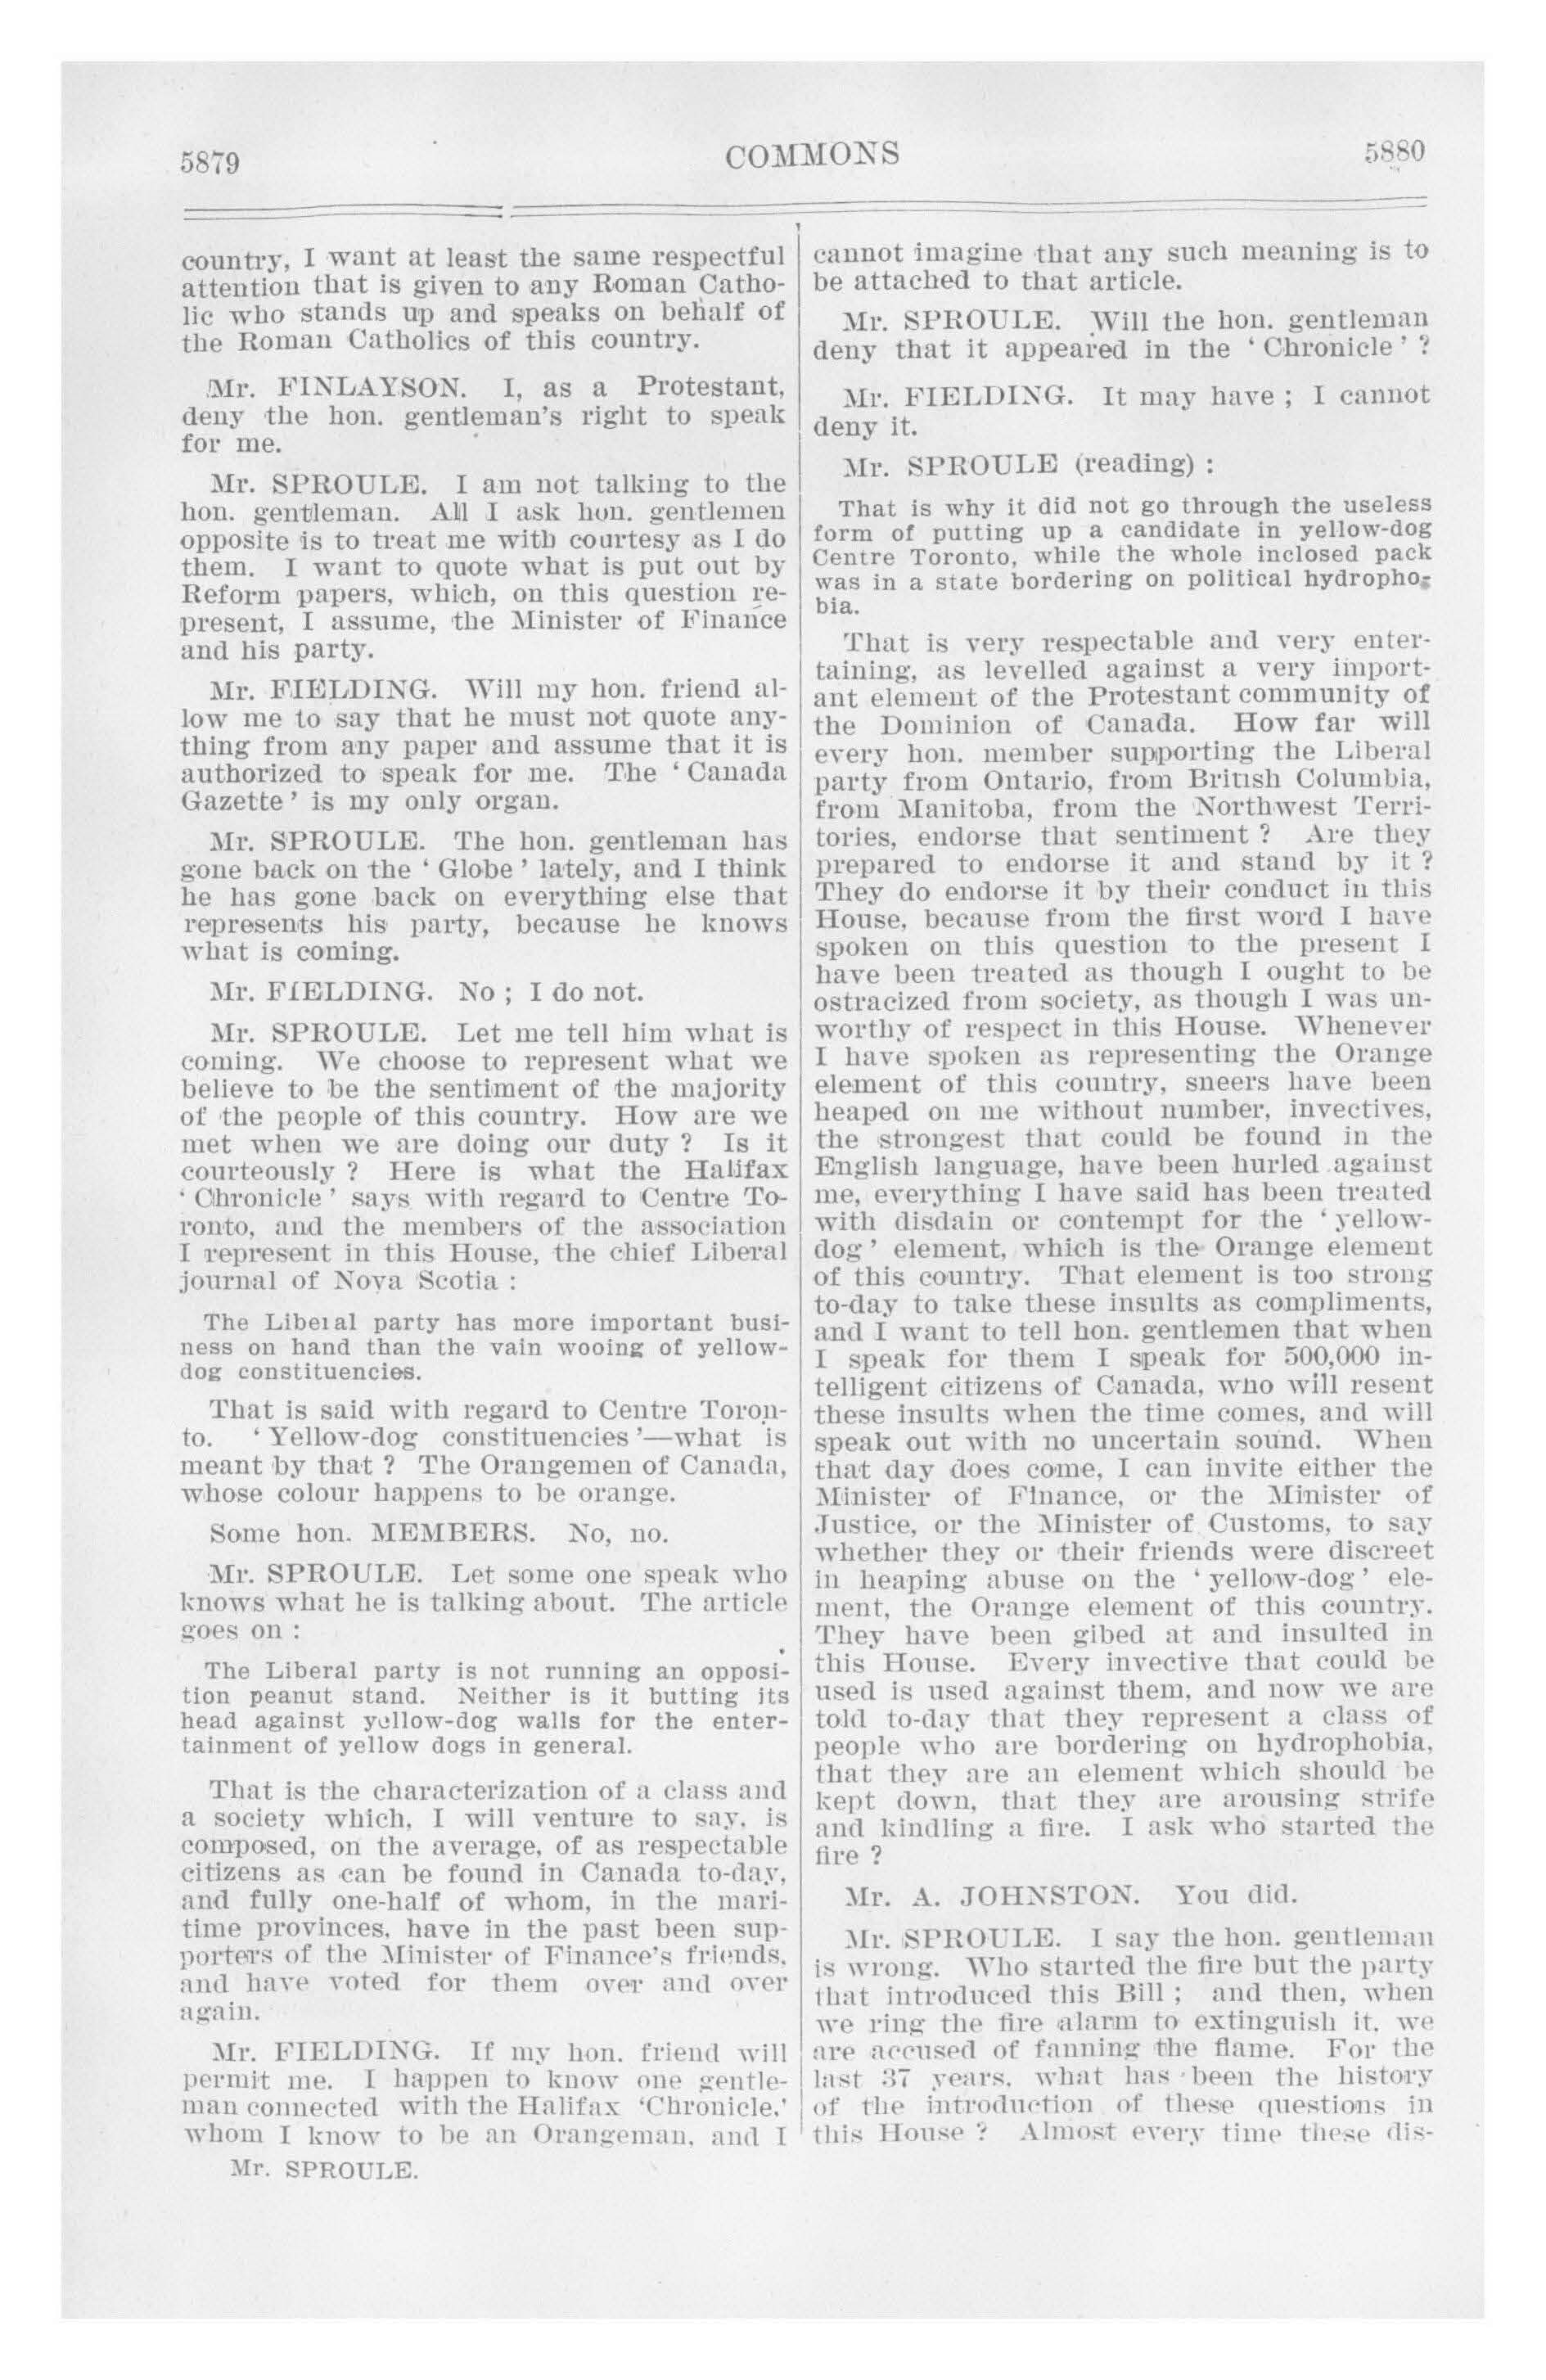 5879
COMMONS
5880
country, I want at least the same respectful
attention that is given to any Roman Catho-
lic who stands up and speaks on behalf of
the Roman Catholics of this country.
Mr. FINLAYSON. I, as a Protestant,
deny the hon. gentleman's right to speak
for me.
Mr. SPROULE. I am not talking to the
hon. gentleman. All I ask hon. gentlemen
opposite is to treat me with courtesy as I do
them. I want to quote what is put out by
Reform papers, which, on this question re-
present, I assume, the Minister of Finance
and his party.
Mr. FIELDING. Will my hon. friend al-
low me to say that he must not quote any-
thing from any paper and assume that it is
authorized to speak for me. The ' Canada
Gazette ' is my only organ.
Mr. SPROULE. The hon. gentleman has
gone back on the ' Globe ' lately, and I think
he has gone back on everything else that
represents his party, because he knows
what is coming.
Mr. FIELDING. No ; I do not.
Mr. SPROULE. Let me tell him what is
coming. We choose to represent what we
believe to be the sentiment of the majority
of the people of this country. How are we
met when we are doing our duty ? Is it
courteously ? Here is what the Halifax
' Chronicle ' says with regard to Centre To-
ronto, and the members of the association
I represent in this House, the chief Liberal
journal of Nova Scotia :
The Liberal party has more important busi-
ness on hand than the vain wooing of yellow-
dog constituencies.
That is said with regard to Centre Toron-
to. ' Yellow-dog constituencies '—what is
meant by that ? The Orangemen of Canada,
whose colour happens to be orange.
Some hon. MEMBERS. No, no.
Mr. SPROULE. Let some one speak who
knows what he is talking about. The article
goes on :
The Liberal party is not running an opposi-
tion peanut stand. Neither is it butting its
head against yellow-dog walls for the enter-
tainment of yellow dogs in general.
That is the characterization of a class and
a society which, I will venture to say, is
composed, on the average, of as respectable
citizens as can be found in Canada to-day,
and fully one-half of whom, in the mari-
time provinces, have in the past been sup-
porters of the Minister of Finance's friends,
and have voted for them over and over
again.
Mr. FIELDING. If my hon. friend will
permit me. I happen to know one gentle-
man connected with the Halifax 'Chronicle,'
whom I know to be an Orangeman, and I
Mr. SPROULE.
cannot imagine that any such meaning is to
be attached to that article.
Mr. SPROULE. Will the hon. gentleman
deny that it appeared in the ' Chronicle ' ?
Mr. FIELDING. It may have ; I cannot
deny it.
Mr. SPROULE (reading) :
That is why it did not go through the useless
form of putting up a candidate in yellow-dog
Centre Toronto, while the whole inclosed pack
was in a state bordering on political hydropho-
bia.
That is very respectable and very enter-
taining, as levelled against a very import-
ant element of the Protestant community of
the Dominion of Canada. How far will
every hon. member supporting the Liberal
party from Ontario, from British Columbia,
from Manitoba, from the Northwest Terri-
tories, endorse that sentiment ? Are they
prepared to endorse it and stand by it ?
They do endorse it by their conduct in this
House, because from the first word I have
spoken on this question to the present I
have been treated as though I ought to be
ostracized from society, as though I was un-
worthy of respect in this House. Whenever
I have spoken as representing the Orange
element of this country, sneers have been
heaped on me without number, invectives,
the strongest that could be found in the
English language, have been hurled against
me, everything I have said has been treated
with disdain or contempt for the ' yellow-
dog ' element, which is the Orange element
of this country. That element is too strong
to-day to take these insults as compliments,
and I want to tell hon. gentlemen that when
I speak for them I speak for 500,000 in-
telligent citizens of Canada, who will resent
these insults when the time comes, and will
speak out with no uncertain sound. When
that day does come, I can invite either the
Minister of Finance, or the Minister of
Justice, or the Minister of Customs, to say
whether they or their friends were discreet
in heaping abuse on the ' yellow-dog ' ele-
ment, the Orange element of this country.
They have been gibed at and insulted in
this House. Every invective that could be
used is used against them, and now we are
told to-day that they represent a class of
people who are bordering on hydrophobia,
that they are an element which should be
kept down, that they are arousing strife
and kindling a fire. I ask who started the
fire ?
Mr. A. JOHNSTON. You did.
Mr. SPROULE. I say the hon. gentleman
is wrong. Who started the fire but the party
that introduced this Bill ; and then, when
we ring the fire alarm to extinguish it, we
are accused of fanning the flame. For the
last 37 years, what has been the history
of the introduction of these questions in
this House ? Almost every time these dis-